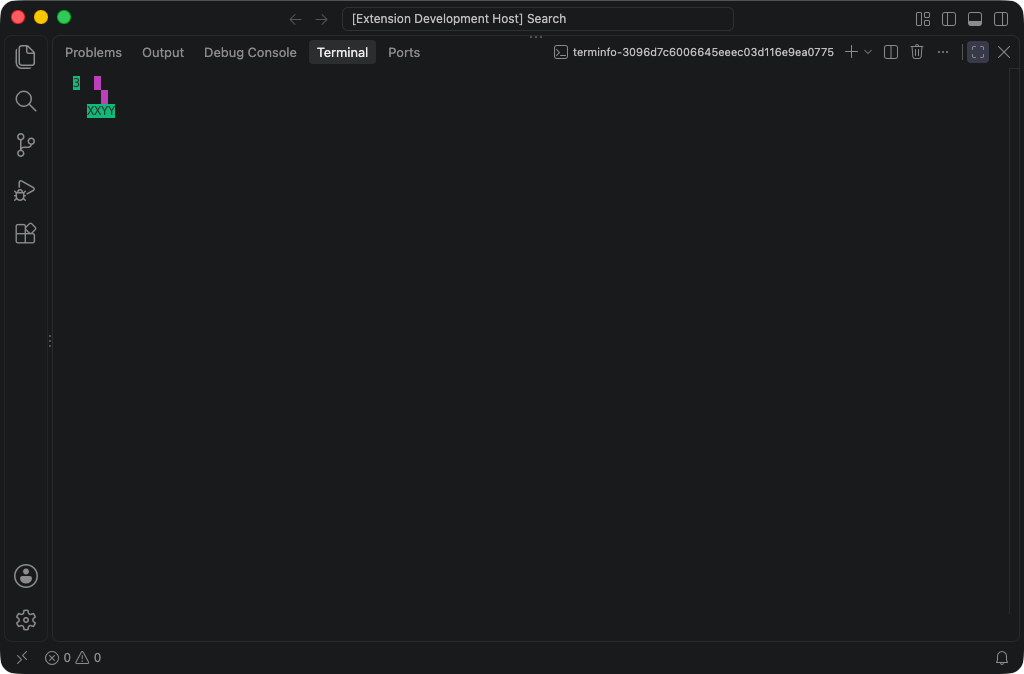 [Extension Development Host] Search
Problems Output Debug Console Terminal Ports
terminfo-3096d7c6006645eeec03d116e9ea0775
3
XXYY
0 0